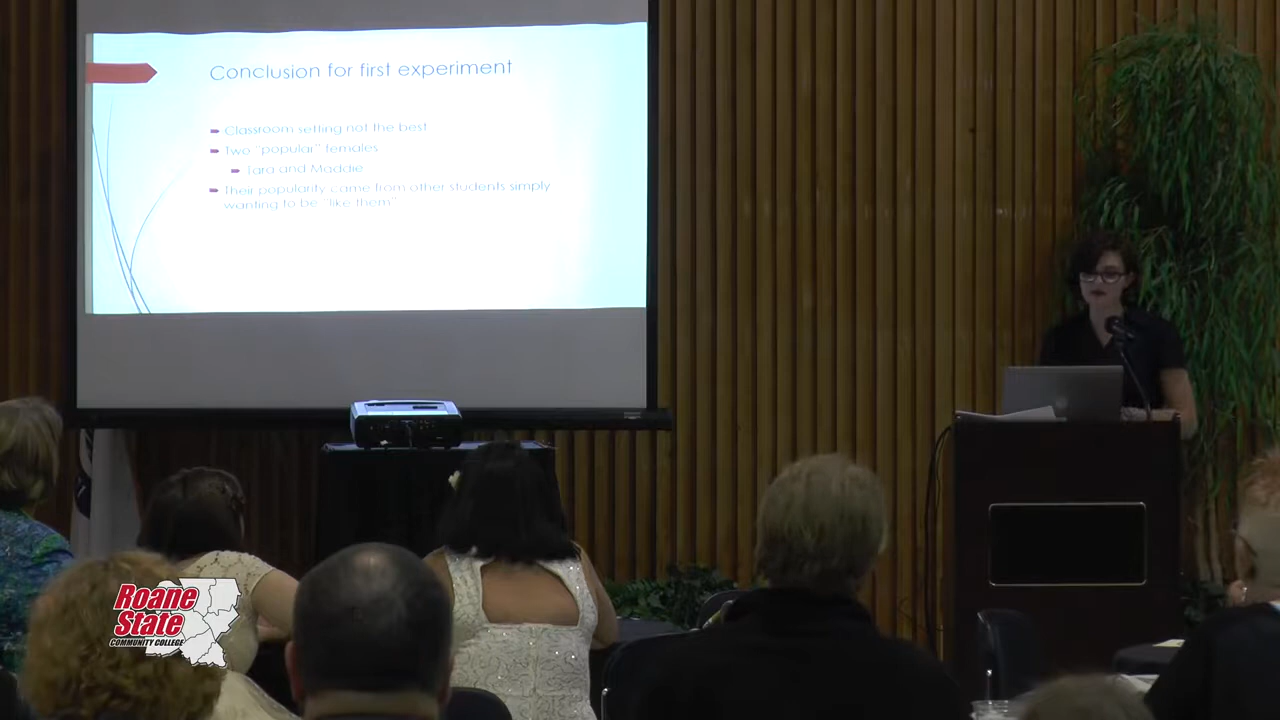 Conclusion for first experiment
Classroom setting not the best
Two "popular" females
Tara and Maddie
Their popularity came from other students simply
wanting to be "like them"
Roane
State
COMMUNITY COLLEGE